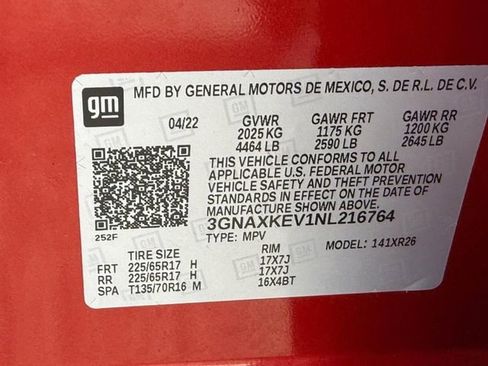 gm
MFD BY GENERAL MOTORS DE MEXICO, S. DE R.L. DE C.V.
04/22 GVWR GAWR FRT GAWR RR
2025 KG 1175 KG 1200 KG
4464 LB 2590 LB 2645 LB
THIS VEHICLE CONFORMS TO ALL
APPLICABLE U.S. FEDERAL MOTOR
VEHICLE SAFETY AND THEFT PREVENTION
STANDARDS IN EFFECT ON THE DATE OF
MANUFACTURE SHOWN ABOVE.
3GNAXKEV1NL216764
252F TYPE: MPV MODEL: 141XR26
TIRE SIZE RIM
FRT 225/65R17 H 17X7J
RR 225/65R17 H 17X7J
SPA T135/70R16 M 16X4BT